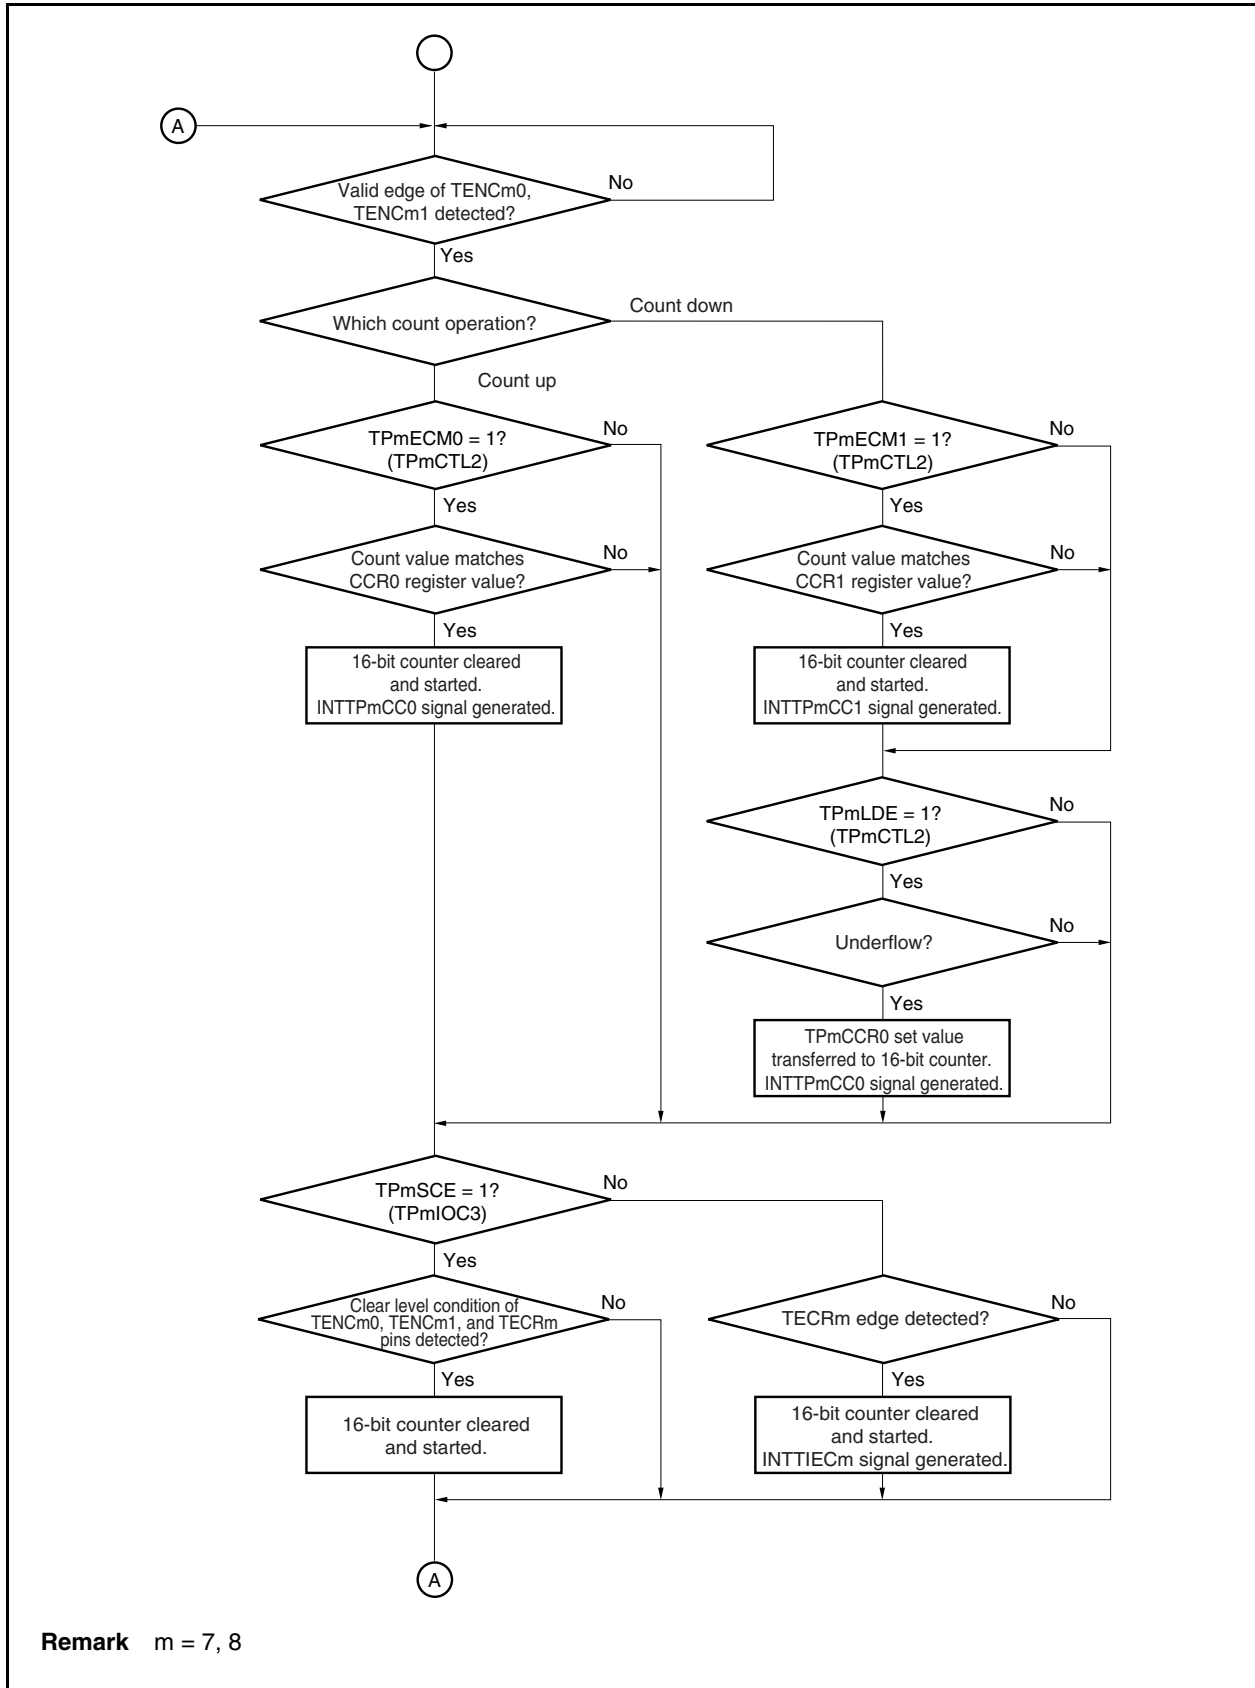 A
Valid edge of TENCm0,
TENCm1 detected?
No
Yes
Which count operation?
Count down
Count up
TPmECM0 = 1?
(TPmCTL2)
No
Yes
Count value matches
CCR0 register value?
No
Yes
16-bit counter cleared
and started.
INTTPmCC0 signal generated.
TPmECM1 = 1?
(TPmCTL2)
No
Yes
Count value matches
CCR1 register value?
No
Yes
16-bit counter cleared
and started.
INTTPmCC1 signal generated.
TPmLDE = 1?
(TPmCTL2)
No
Yes
Underflow?
No
Yes
TPmCCR0 set value
transferred to 16-bit counter.
INTTPmCC0 signal generated.
TPmSCE = 1?
(TPmIOC3)
No
Yes
Clear level condition of
TENCm0, TENCm1, and TECRm
pins detected?
No
Yes
16-bit counter cleared
and started.
TECRm edge detected?
No
Yes
16-bit counter cleared
and started.
INTTIECm signal generated.
A
Remark m = 7, 8